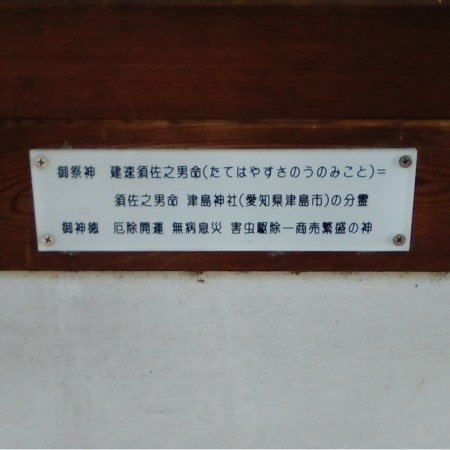 御祭神 建速須佐之男命(たてはやすさのうのみこと)=
須佐之男命 津島神社(愛知県津島市)の分霊
御神徳 厄除開運 無病息災 害虫駆除ー商売繁盛の神